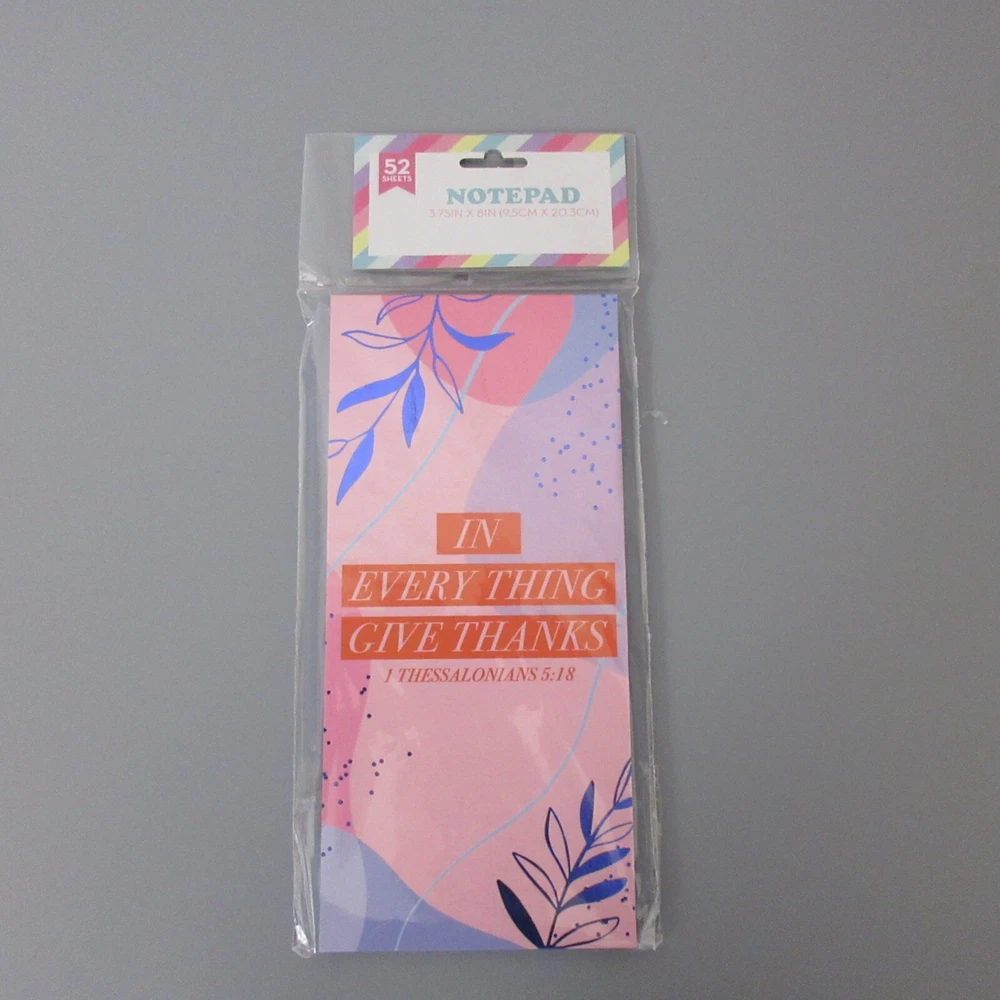 52
SHEETS
NOTEPAD
3.75IN X 8IN (9.5CM X 20.3CM)
IN
EVERY THING
GIVE THANKS
1 THESSALONIANS 5:18